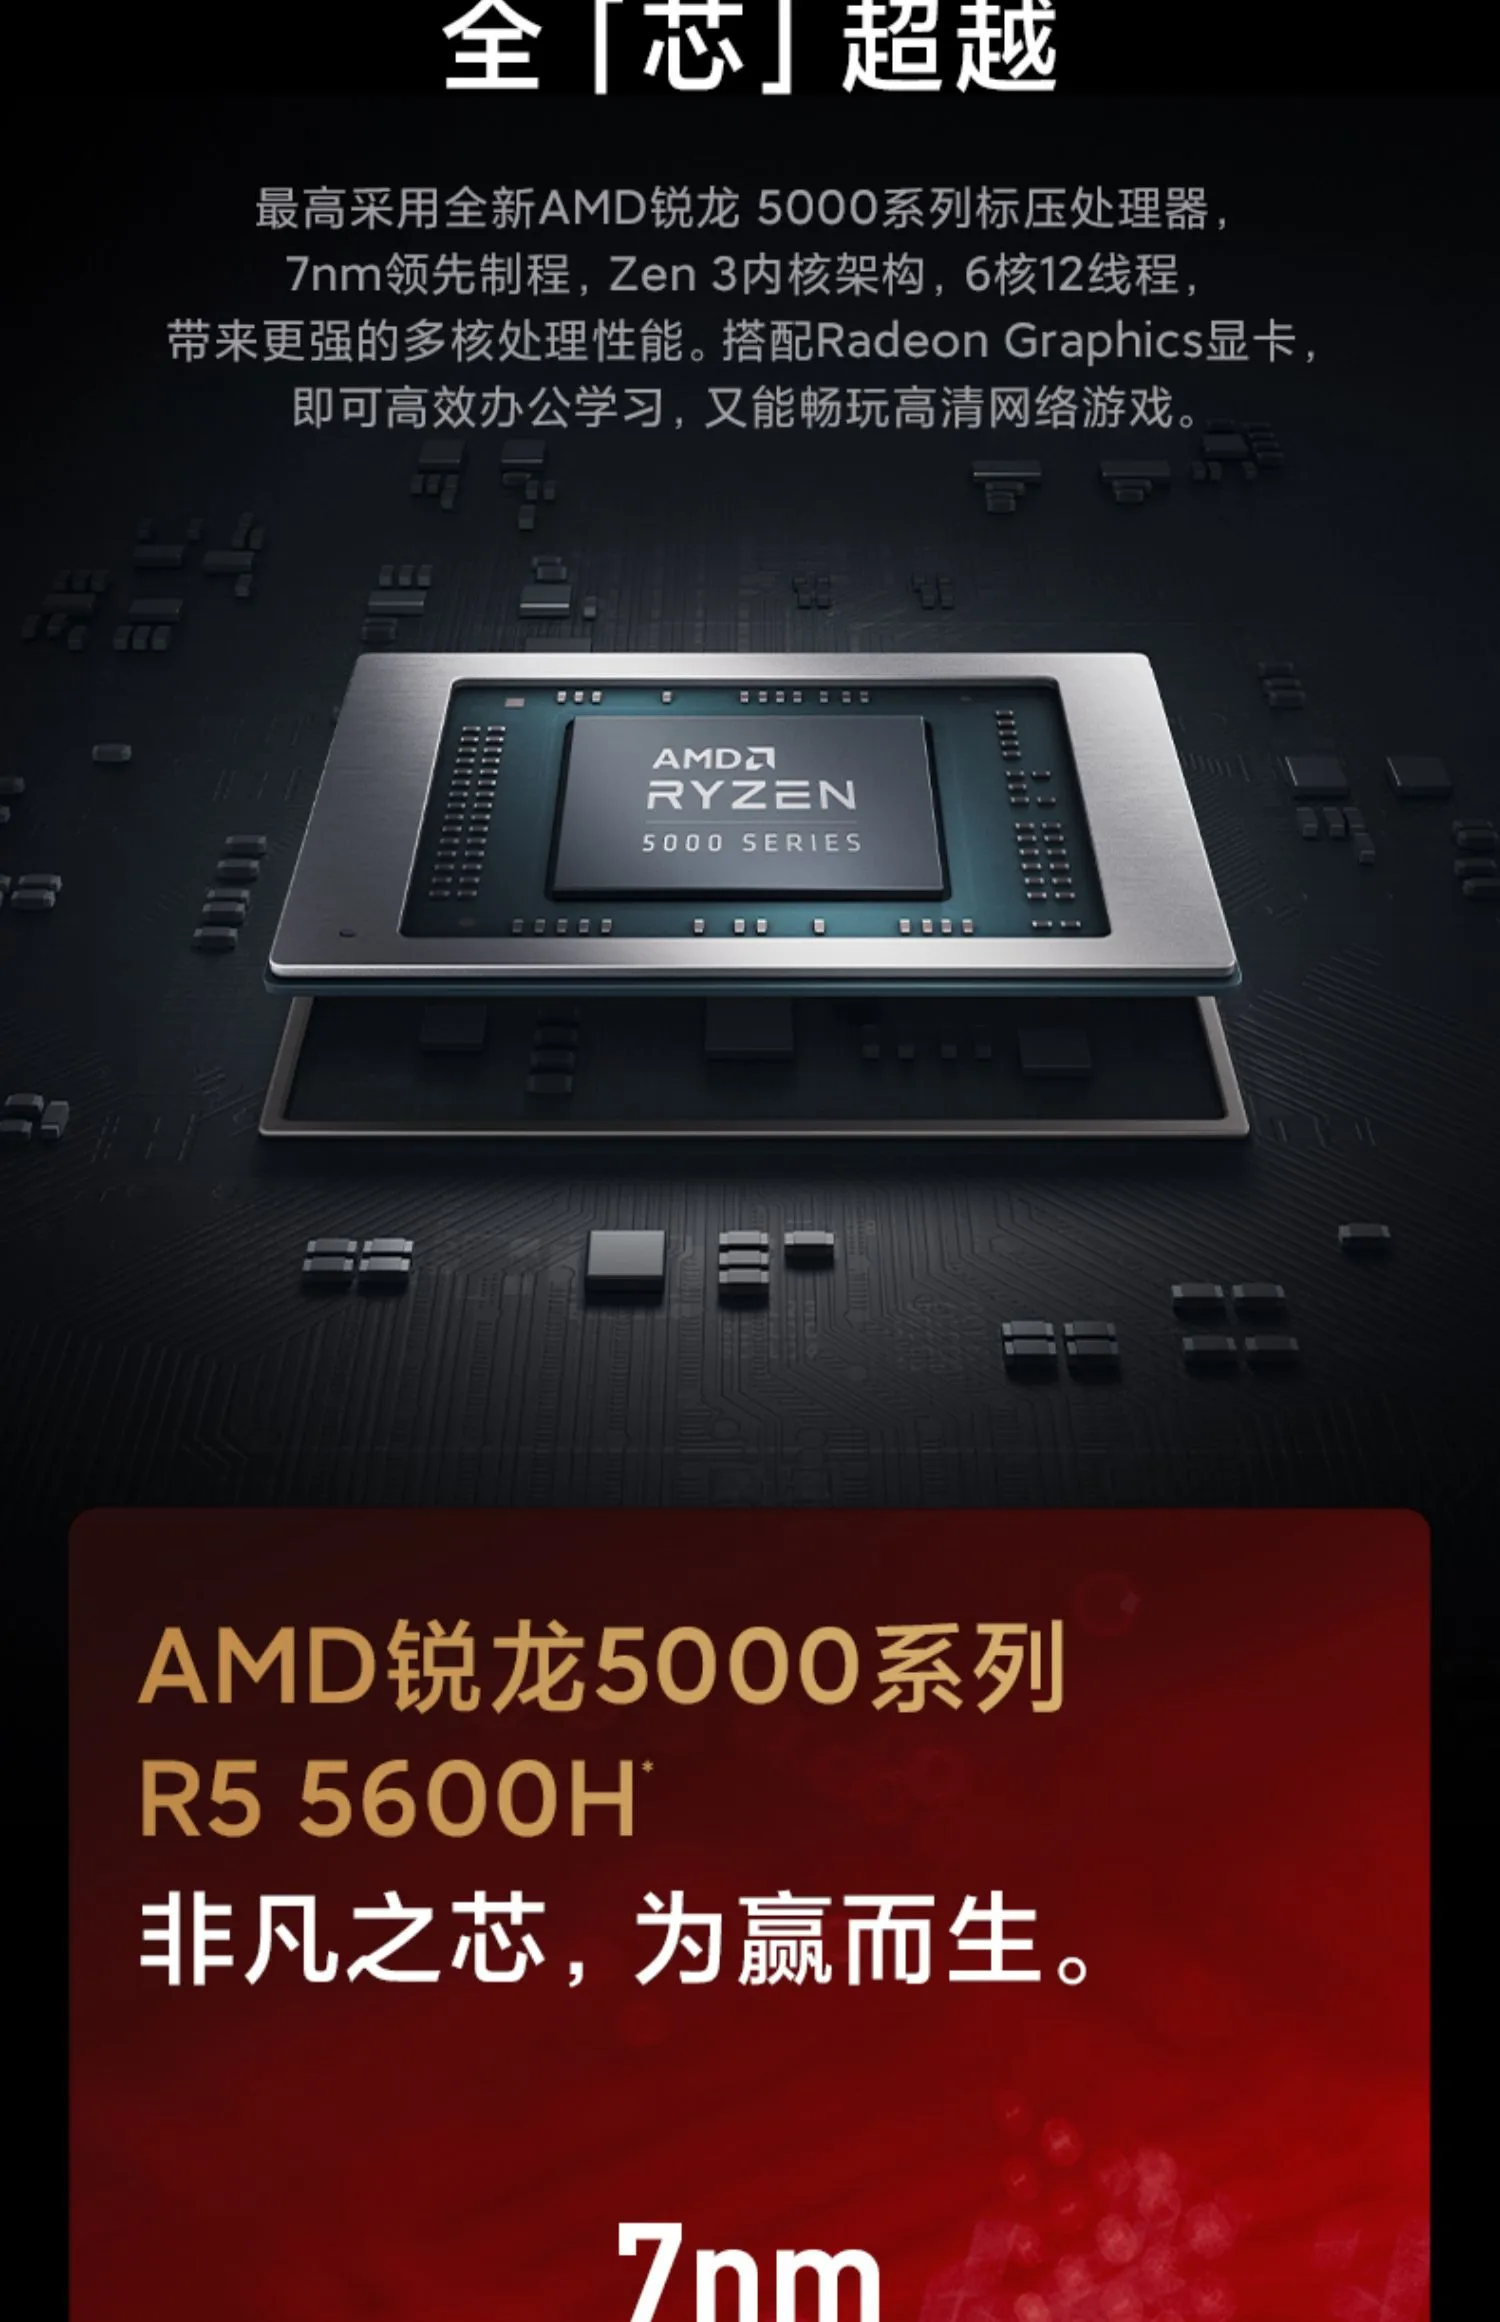 全「芯」超越
最高采用全新AMD锐龙 5000系列标压处理器，
7nm领先制程，Zen 3内核架构，6核12线程，
带来更强的多核处理性能。搭配Radeon Graphics显卡，
即可高效办公学习，又能畅玩高清网络游戏。
AMD
RYZEN
5000 SERIES
AMD锐龙5000系列
R5 5600H*
非凡之芯，为赢而生。
7nm